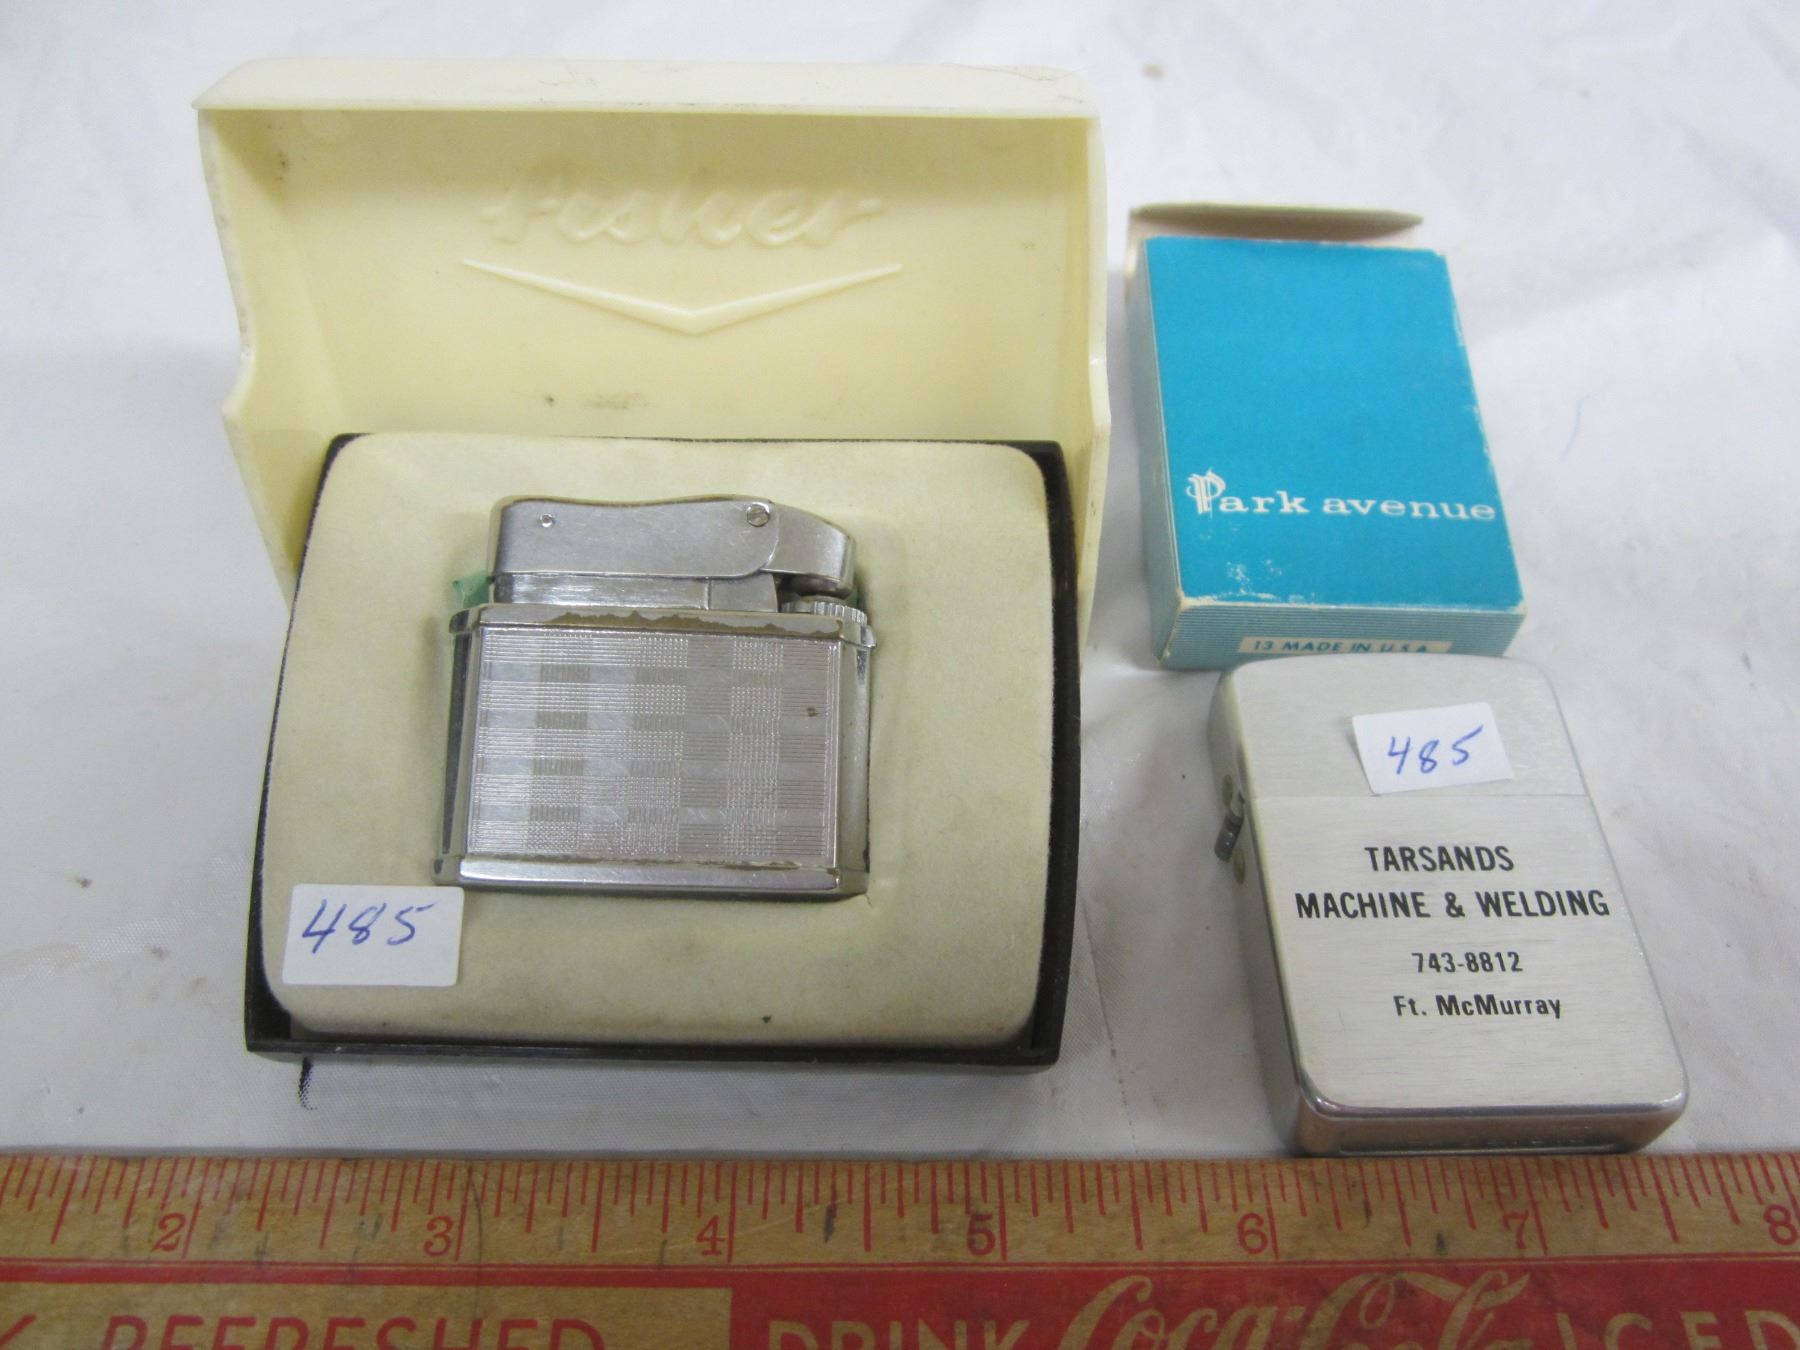 Fisher
Park avenue
13 MADE IN U.S.A.
485
TARSANDS
MACHINE & WELDING
743-8812
Ft. McMurray
485
2 3 4 5 6 7 8
REFRESHED DRINK Coca-Cola ICED